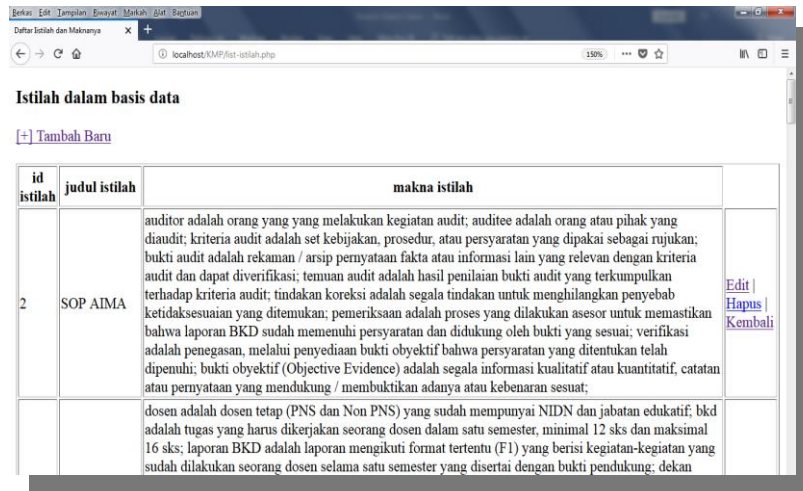 Berkas Edit Tampilan Riwayat Markah Alat Bantuan
Daftar Istilah dan Maknanya X +
localhost/KMP/list-istilah.php 150%
Istilah dalam basis data
[+] Tambah Baru
id istilah judul istilah makna istilah
2 SOP AIMA
auditor adalah orang yang yang melakukan kegiatan audit; auditee adalah orang atau pihak yang
diaudit; kriteria audit adalah set kebijakan, prosedur, atau persyaratan yang dipakai sebagai rujukan;
bukti audit adalah rekaman / arsip pernyataan fakta atau informasi lain yang relevan dengan kriteria
audit dan dapat diverifikasi; temuan audit adalah hasil penilaian bukti audit yang terkumpulkan
terhadap kriteria audit; tindakan koreksi adalah segala tindakan untuk menghilangkan penyebab
ketidaksesuaian yang ditemukan; pemeriksaan adalah proses yang dilakukan asesor untuk memastikan
bahwa laporan BKD sudah memenuhi persyaratan dan didukung oleh bukti yang sesuai; verifikasi
adalah penegasan, melalui penyediaan bukti obyektif bahwa persyaratan yang ditentukan telah
dipenuhi; bukti obyektif (Objective Evidence) adalah segala informasi kualitatif atau kuantitatif, catatan
atau pernyataan yang mendukung / membuktikan adanya atau kebenaran sesuat;
Edit |
Hapus |
Kembali
dosen adalah dosen tetap (PNS dan Non PNS) yang sudah mempunyai NIDN dan jabatan edukatif; bkd
adalah tugas yang harus dikerjakan seorang dosen dalam satu semester, minimal 12 sks dan maksimal
16 sks; laporan BKD adalah laporan mengikuti format tertentu (F1) yang berisi kegiatan-kegiatan yang
sudah dilakukan seorang dosen selama satu semester yang disertai dengan bukti pendukung; dekan